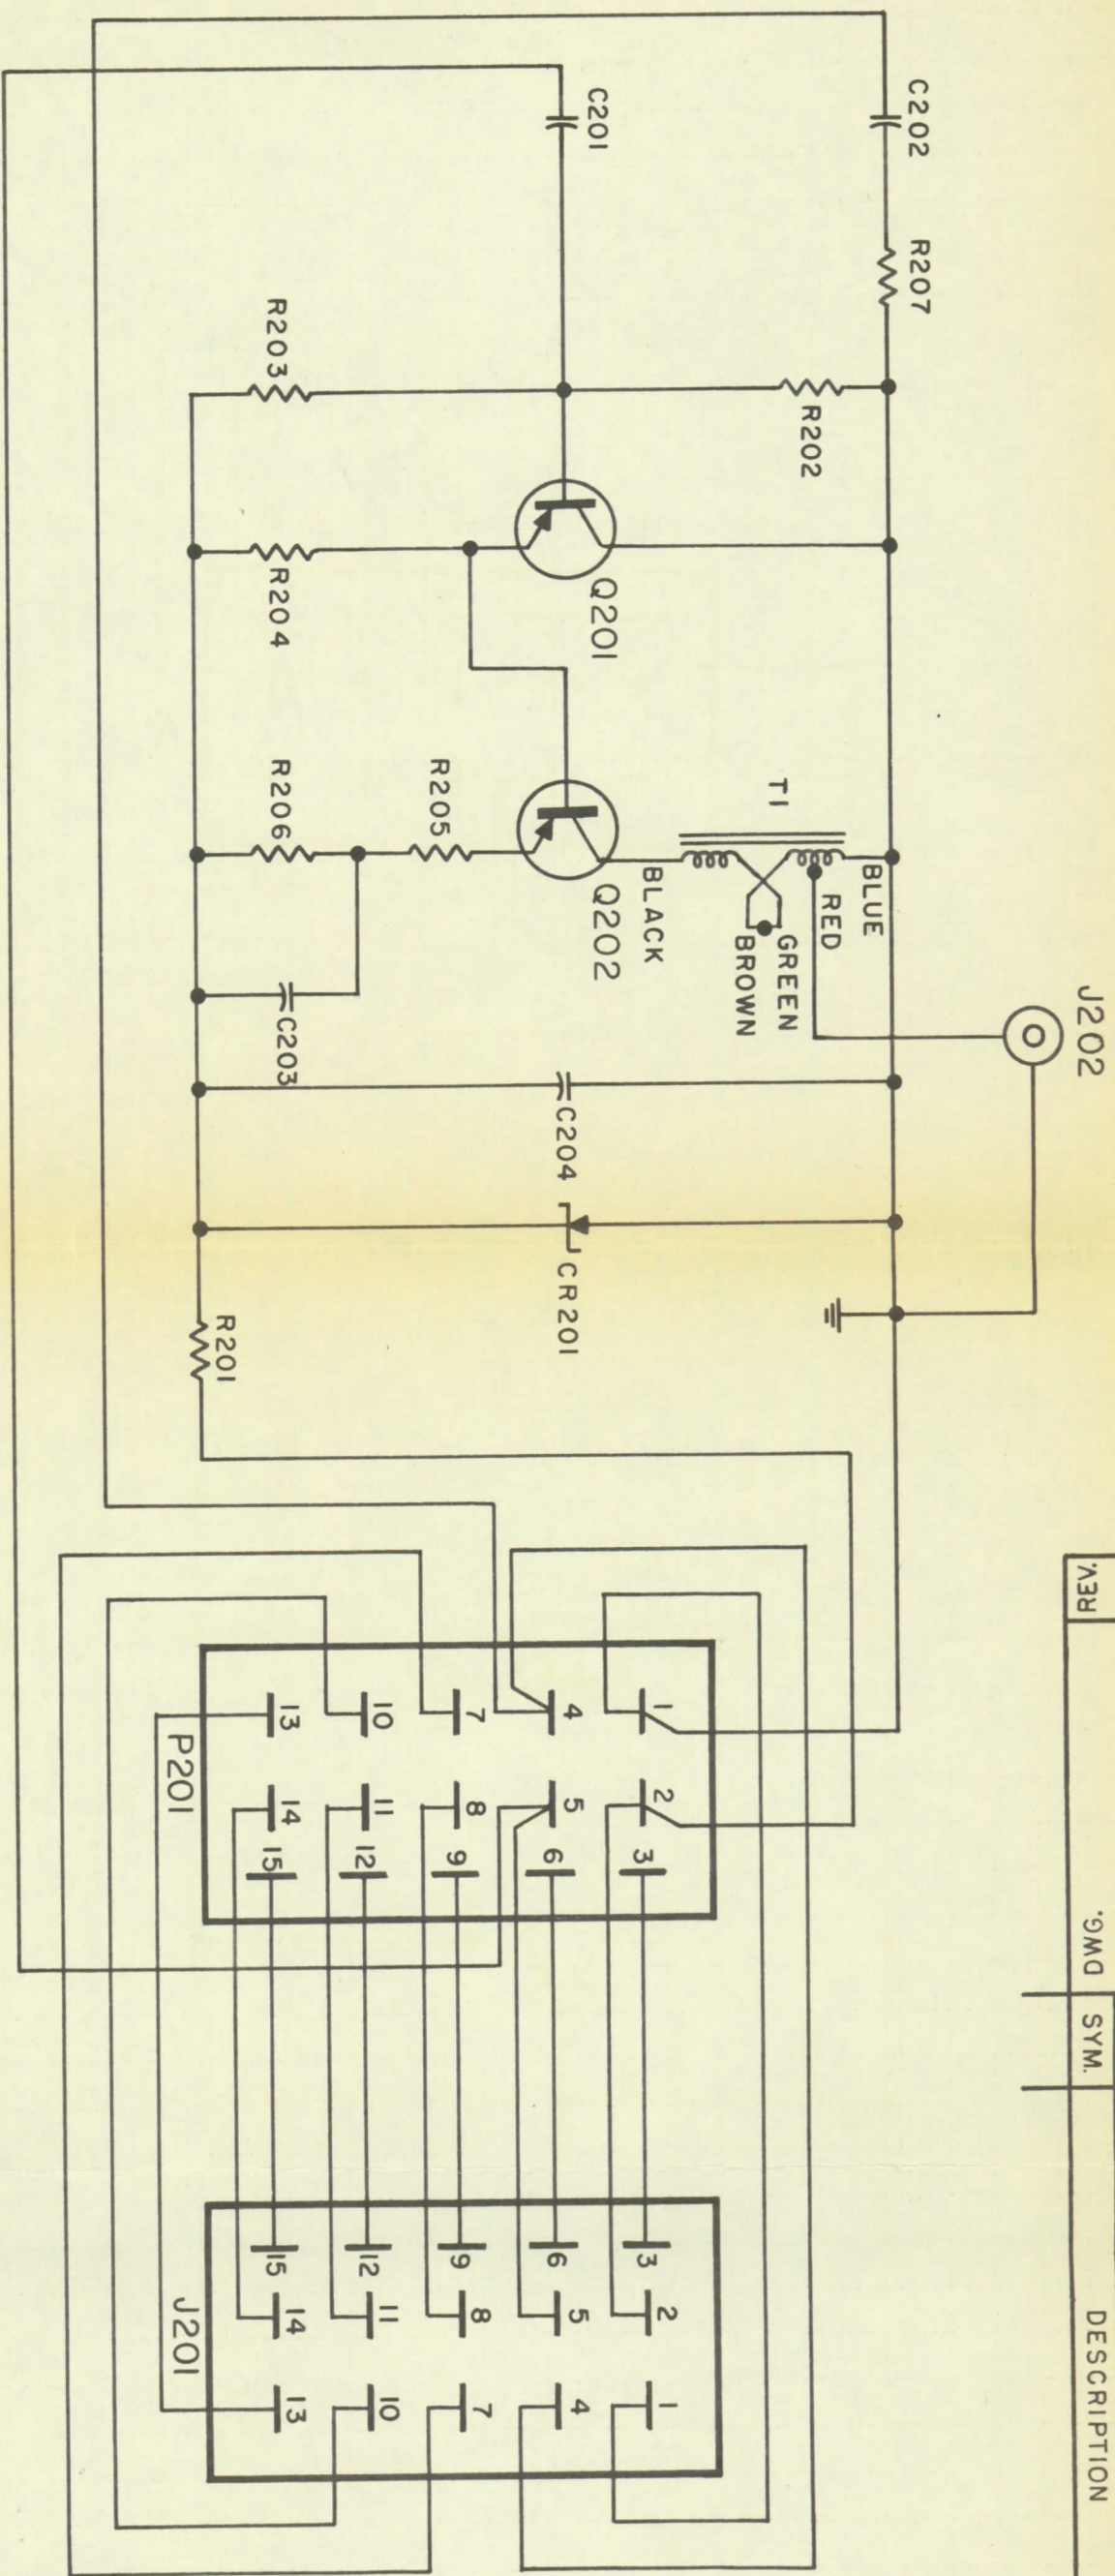 REV.
DWG.
SYM.
DESCRIPTION
J202
C202
R207
BLUE
RED
GREEN
BROWN
T1
BLACK
R202
C201
Q201
Q202
R205
R203
R204
R206
C203
C204
CR201
R201
1
2
3
4
5
6
7
8
9
10
11
12
13
14
15
P201
3
2
1
6
5
4
9
8
7
12
11
10
15
14
13
J201